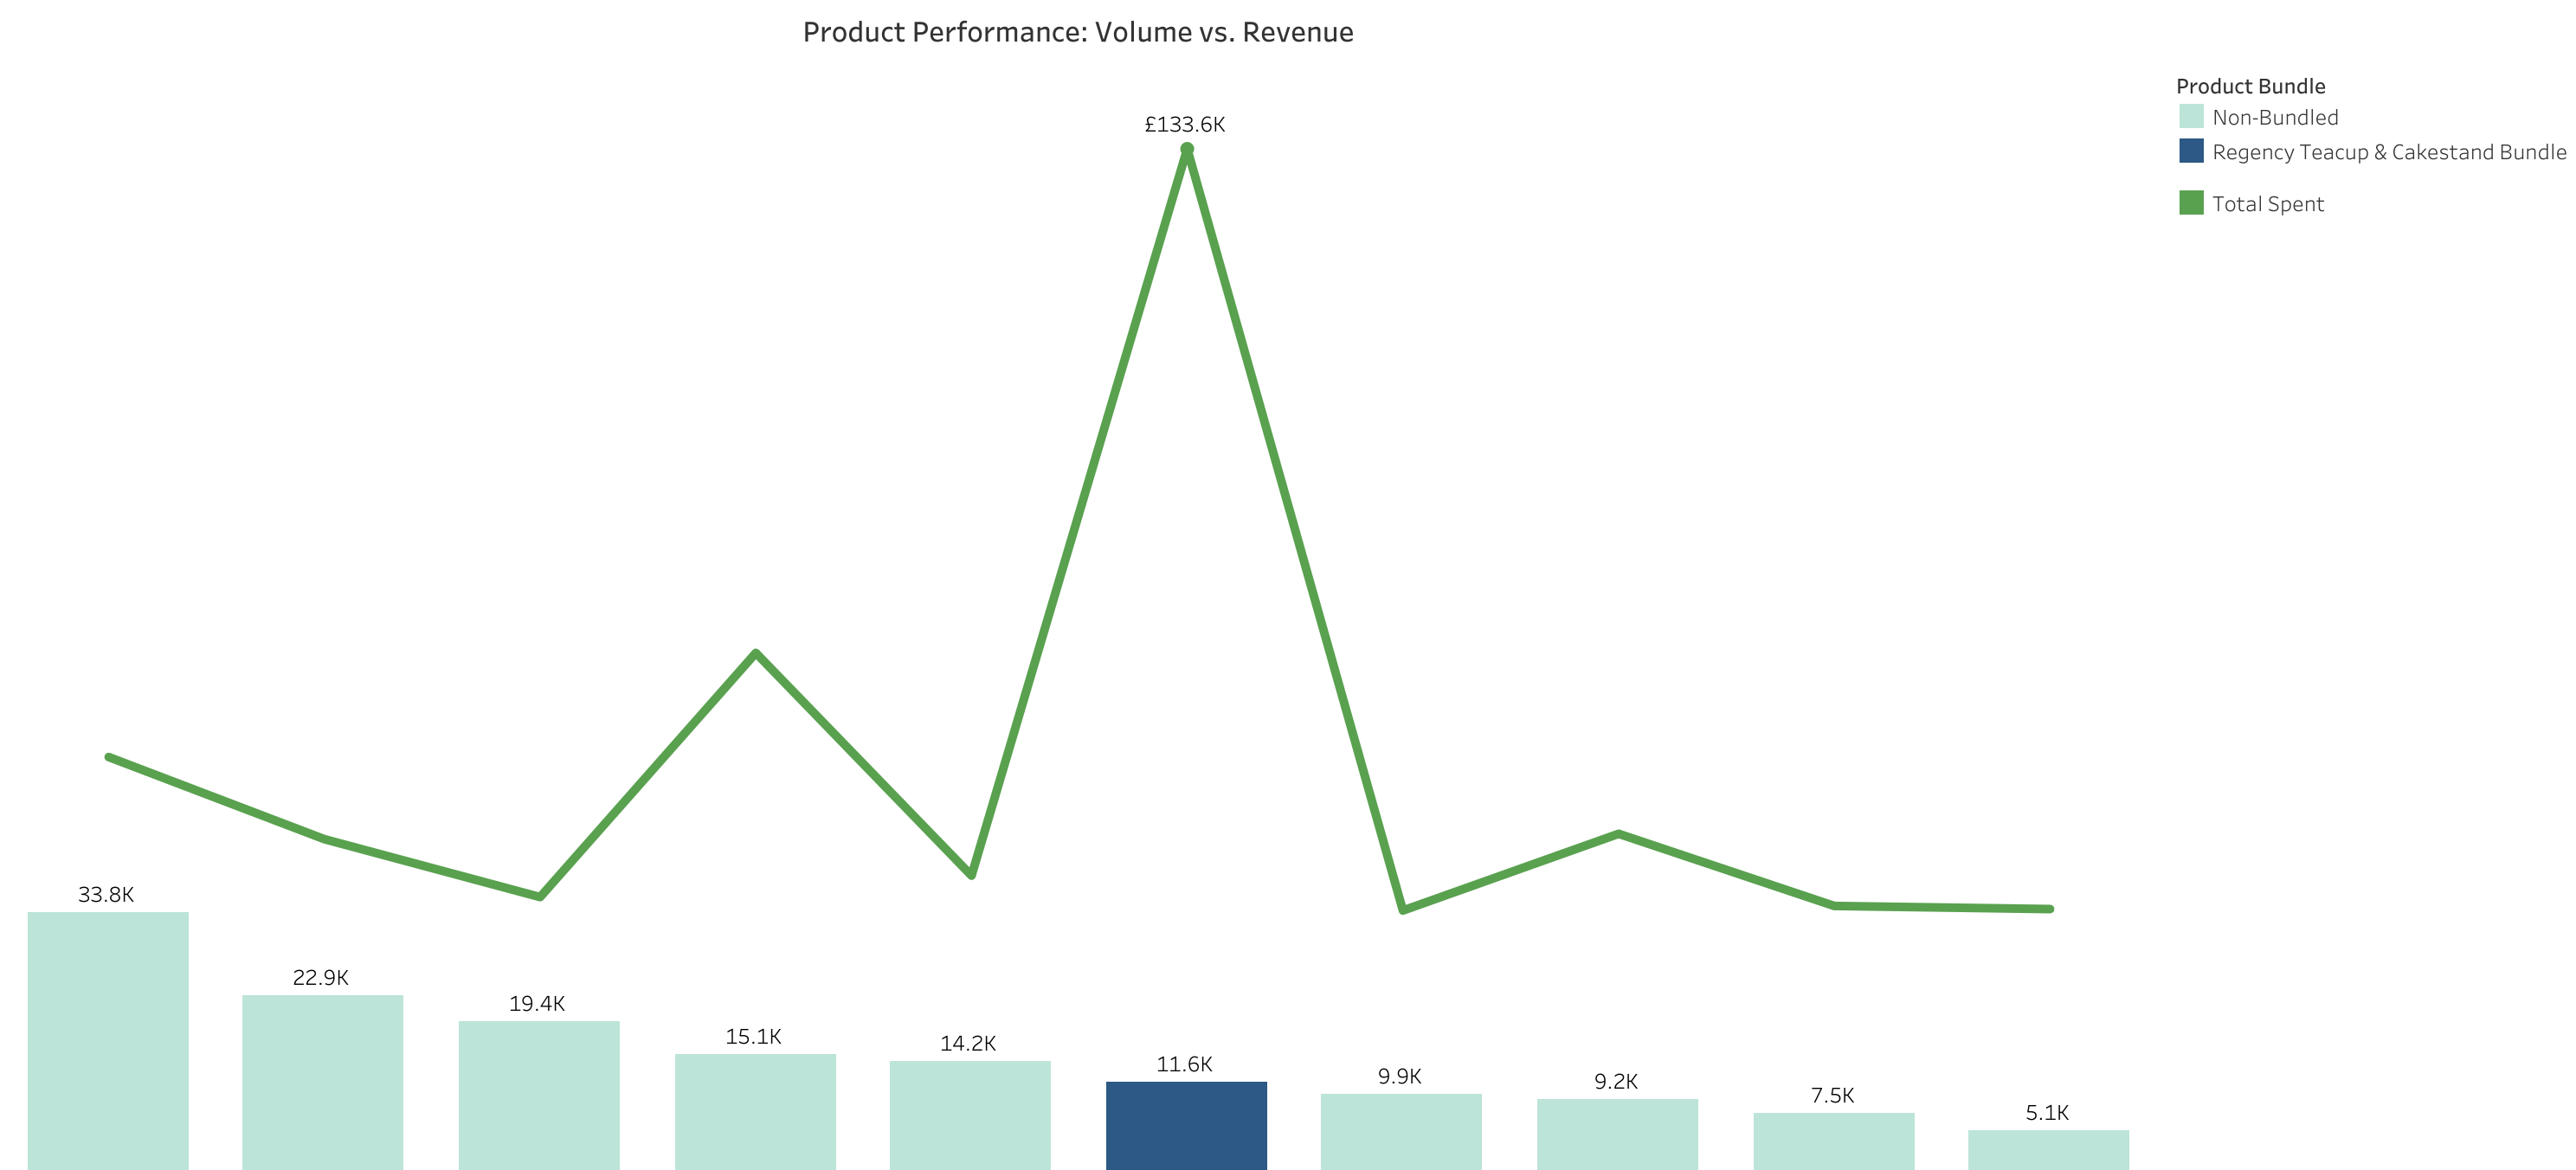 Product Performance: Volume vs. Revenue
Product Bundle
Non-Bundled
Regency Teacup & Cakestand Bundle
Total Spent
£133.6K
33.8K
22.9K
19.4K
15.1K
14.2K
11.6K
9.9K
9.2K
7.5K
5.1K